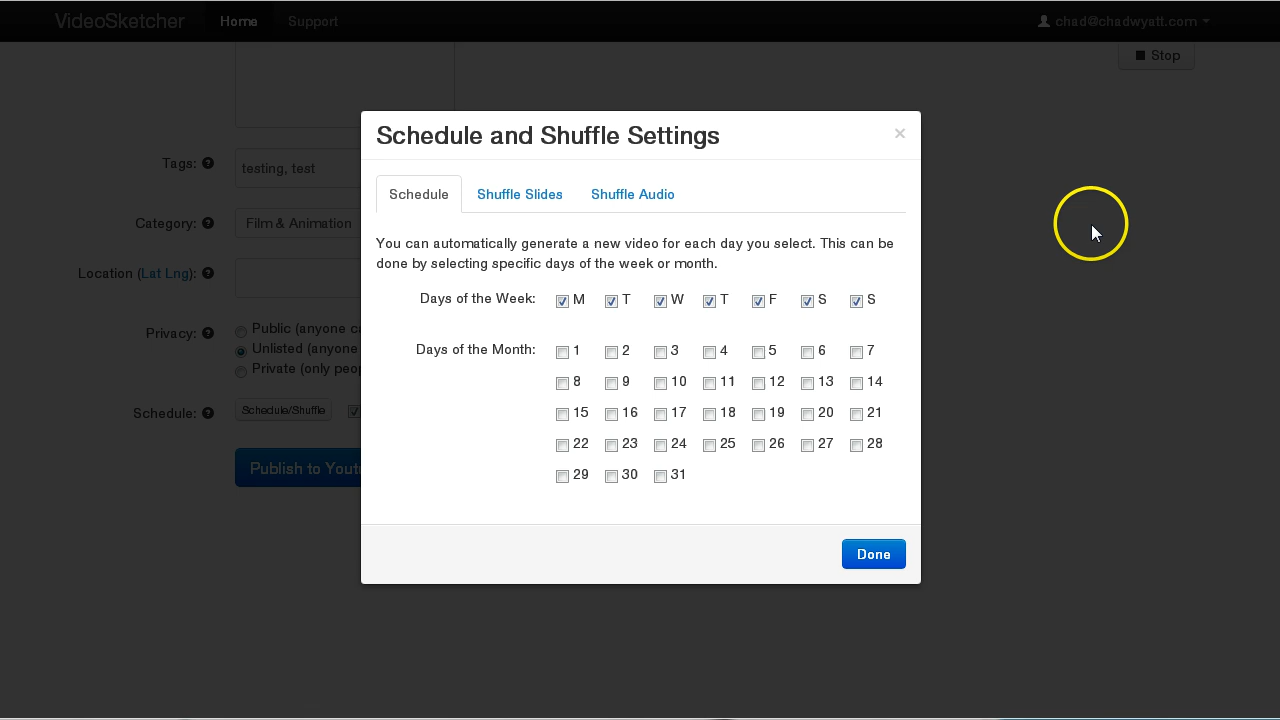 VideoSketcher Home Support chad@chadwyatt.com
Stop
Schedule and Shuffle Settings ×
Tags: testing, test
Schedule Shuffle Slides Shuffle Audio
Category: Film & Animation
You can automatically generate a new video for each day you select. This can be
done by selecting specific days of the week or month.
Location (Lat Lng):
Days of the Week: M T W T F S S
Privacy: Public (anyone ca
Unlisted (anyone
Private (only peop
Days of the Month: 1 2 3 4 5 6 7
8 9 10 11 12 13 14
15 16 17 18 19 20 21
22 23 24 25 26 27 28
29 30 31
Schedule: Schedule/Shuffle
Publish to Yout
Done